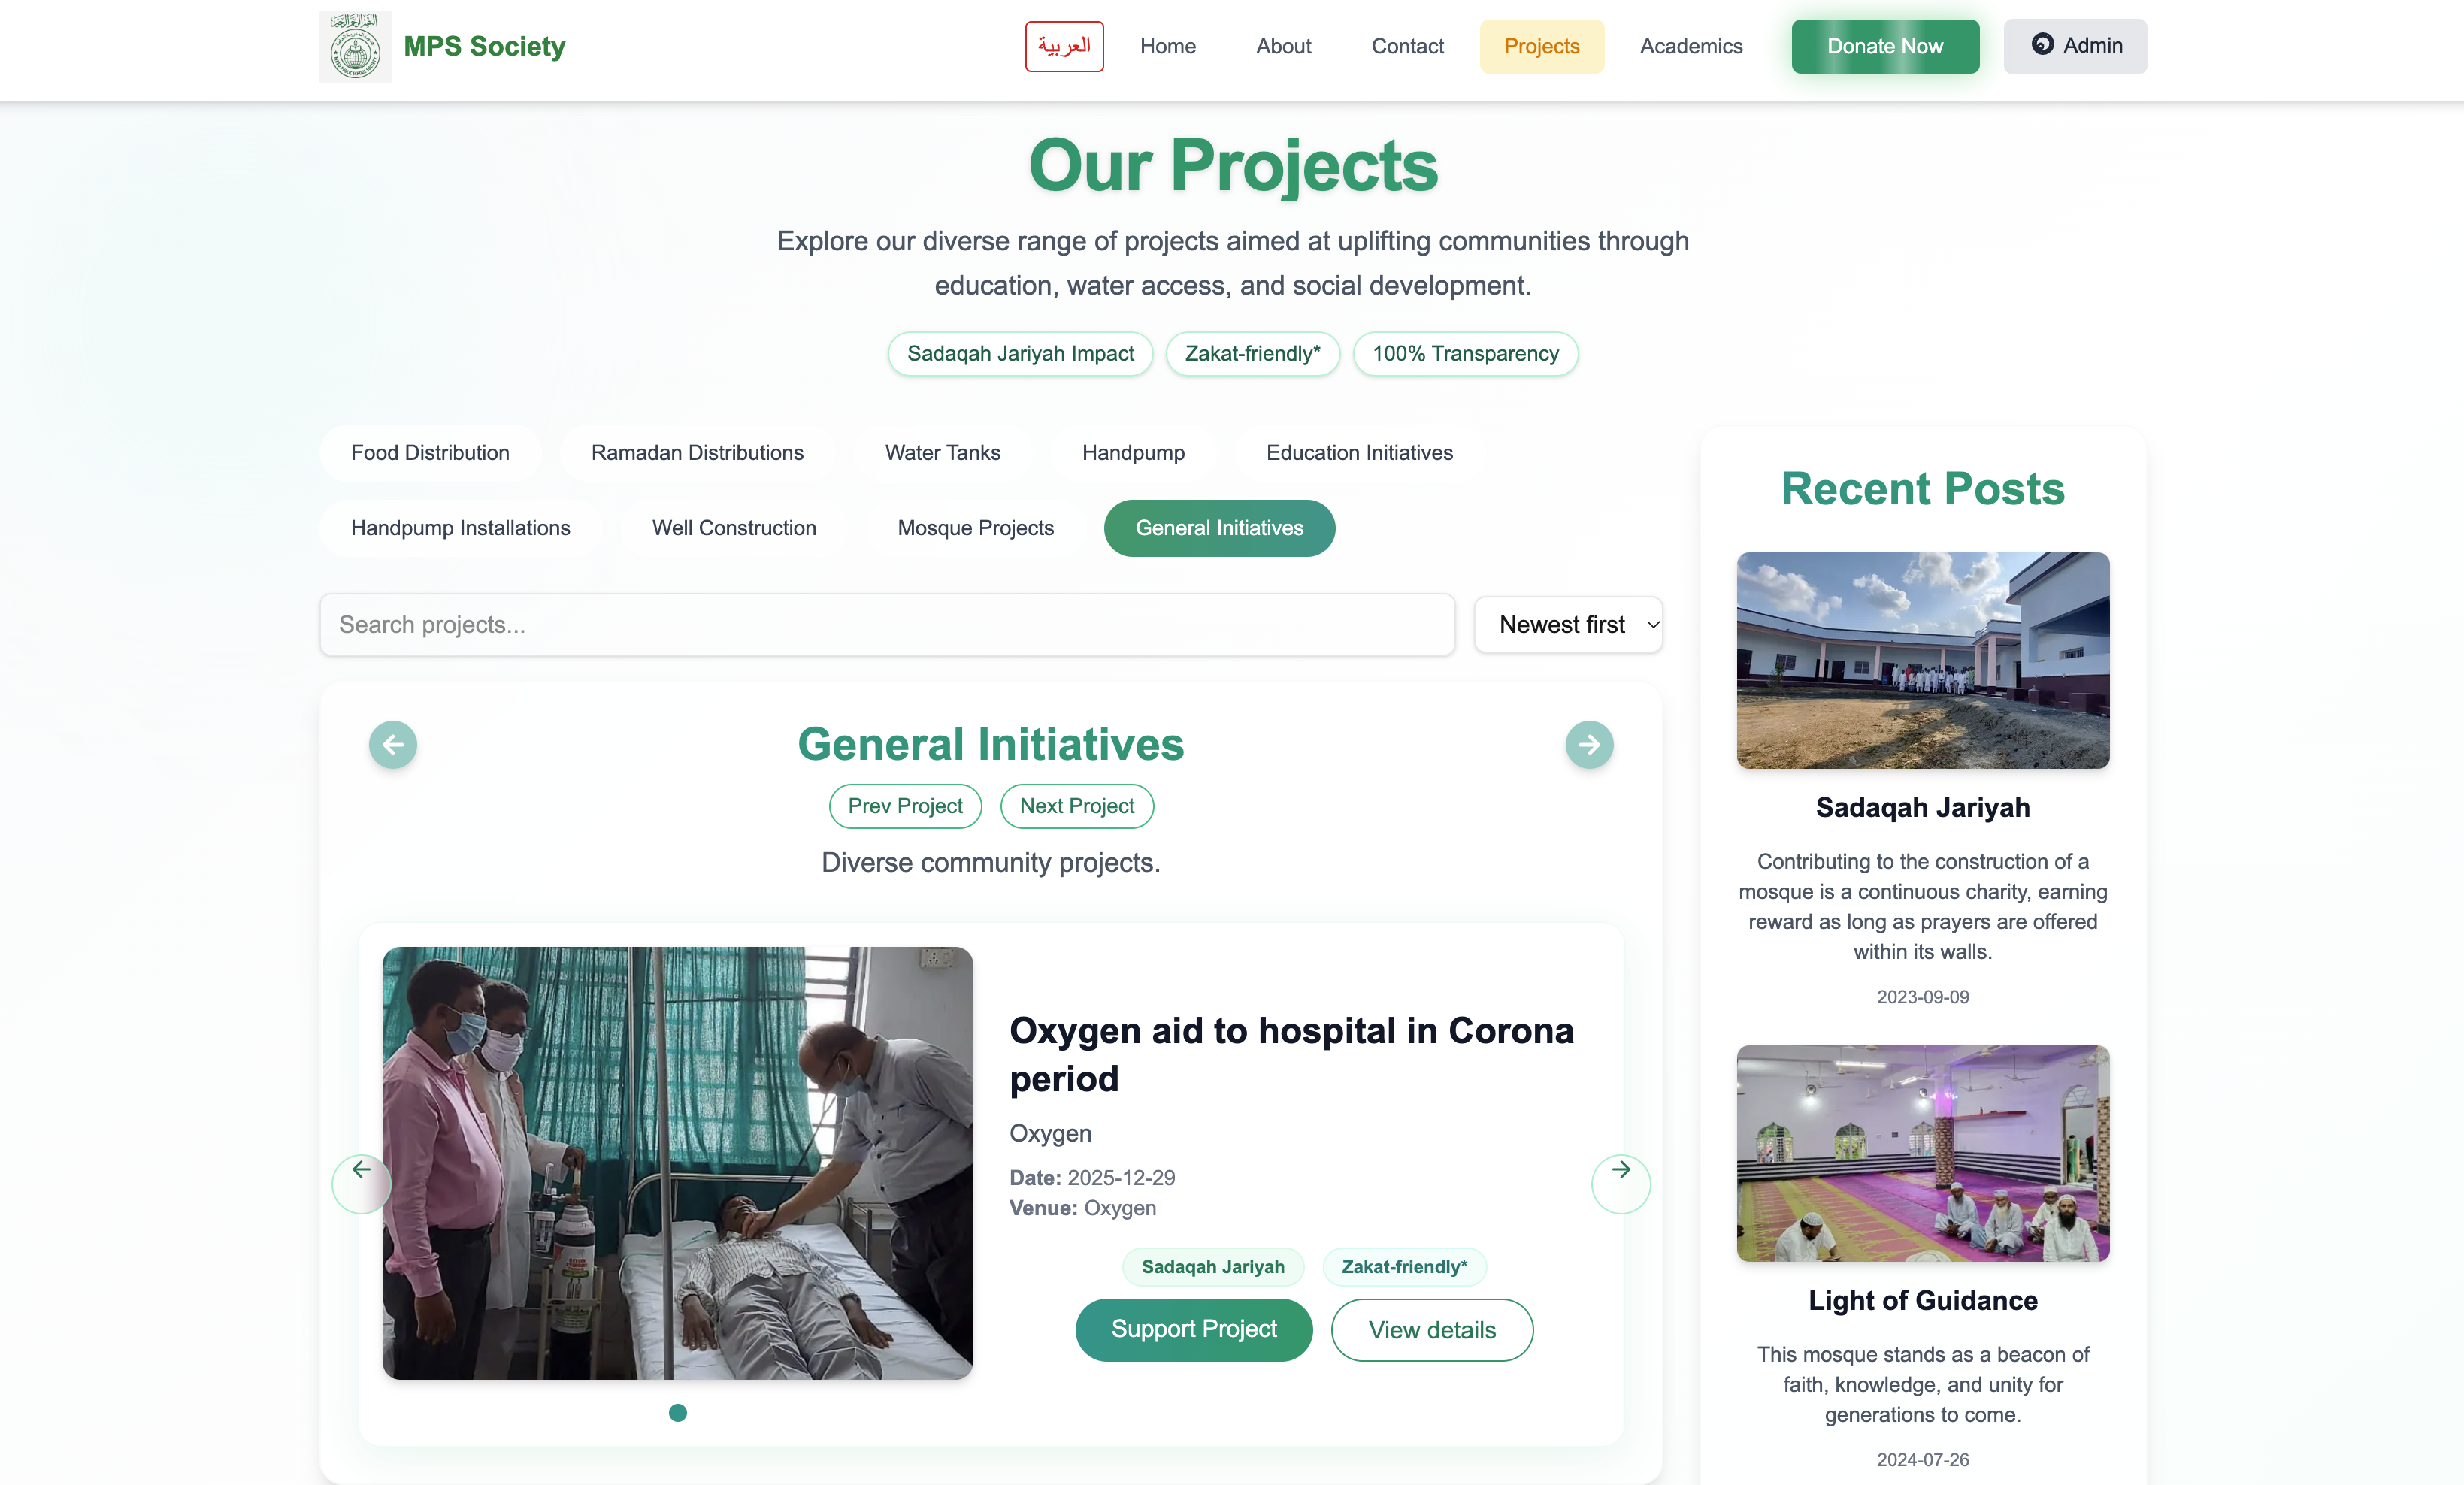 MPS Society
العربية
Home
About
Contact
Projects
Academics
Donate Now
Admin
Our Projects
Explore our diverse range of projects aimed at uplifting communities through
education, water access, and social development.
Sadaqah Jariyah Impact
Zakat-friendly*
100% Transparency
Food Distribution
Ramadan Distributions
Water Tanks
Handpump
Education Initiatives
Handpump Installations
Well Construction
Mosque Projects
General Initiatives
Search projects...
Newest first
General Initiatives
Prev Project
Next Project
Diverse community projects.
Oxygen aid to hospital in Corona
period
Oxygen
Date: 2025-12-29
Venue: Oxygen
Sadaqah Jariyah
Zakat-friendly*
Support Project
View details
Recent Posts
Sadaqah Jariyah
Contributing to the construction of a
mosque is a continuous charity, earning
reward as long as prayers are offered
within its walls.
2023-09-09
Light of Guidance
This mosque stands as a beacon of
faith, knowledge, and unity for
generations to come.
2024-07-26